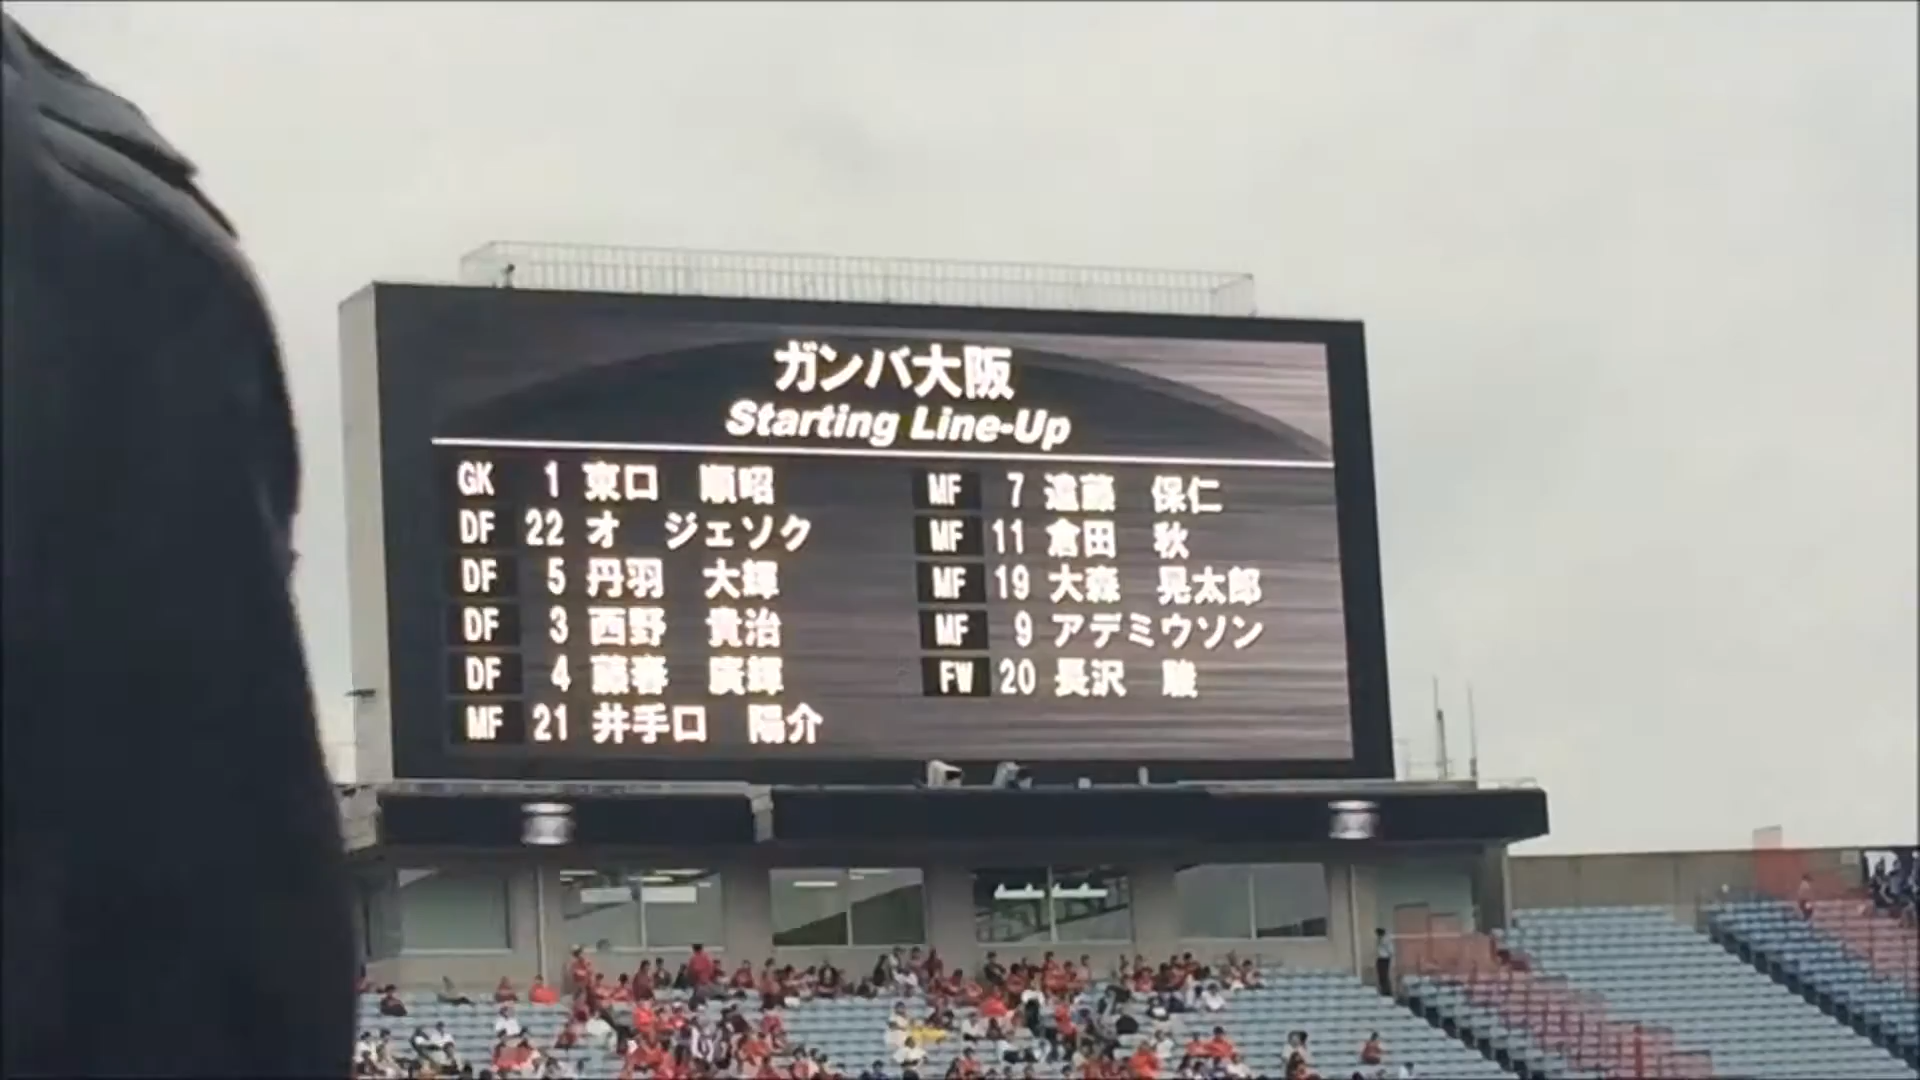 ガンバ大阪
Starting Line-Up
GK 1 東口 順昭
DF 22 オ ジェソク
DF 5 丹羽 大輝
DF 3 西野 貴治
DF 4 藤春 廣輝
MF 21 井手口 陽介
MF 7 遠藤 保仁
MF 11 倉田 秋
MF 19 大森 晃太郎
MF 9 アデミウソン
FW 20 長沢 駿